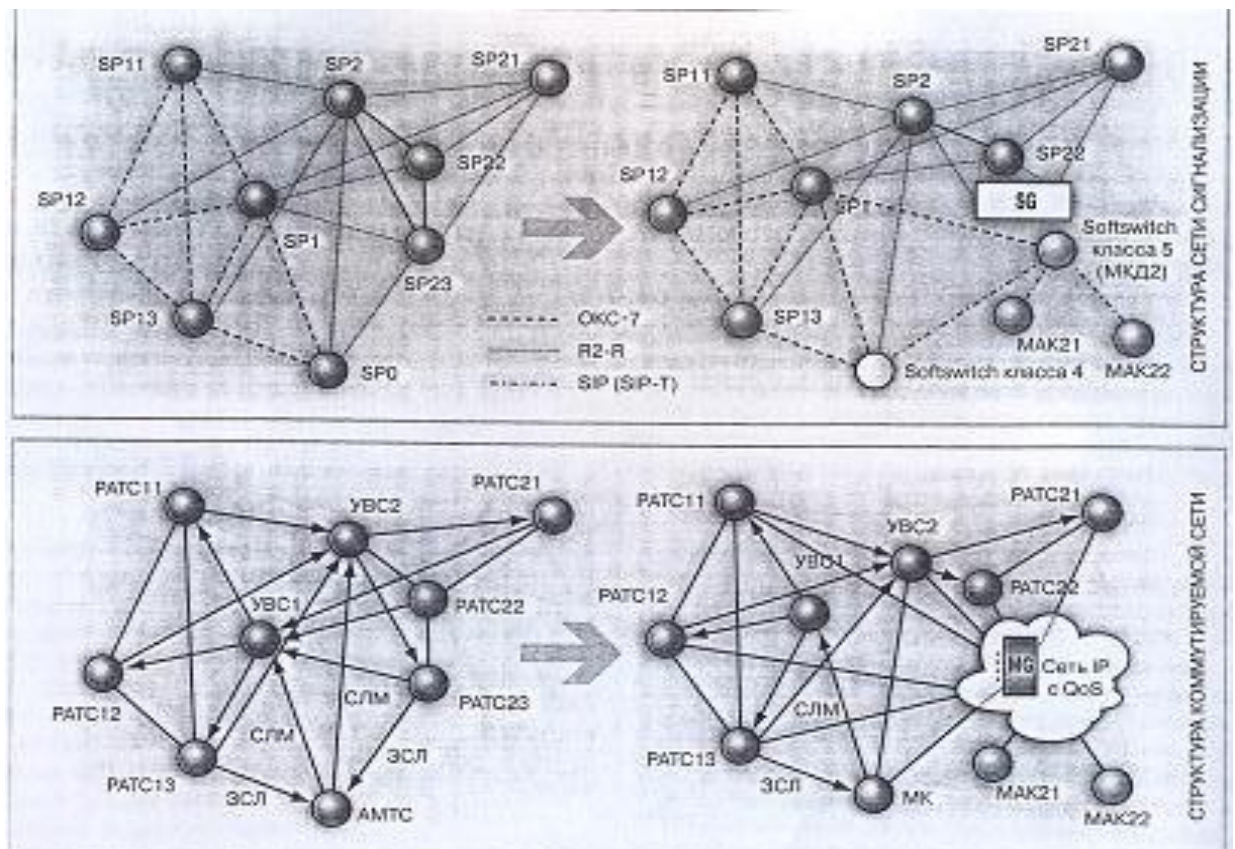 SP11
SP2
SP21
SP22
SP12
SP1
SP23
SP13
SP0
ОКС-7
R2-R
SIP (SIP-T)
SP21
SP11
SP2
SP22
SP12
SG
SP1
Softswitch
класса 5
(МКД2)
SP13
МАК21
МАК22
Softswitch класса 4
СТРУКТУРА СЕТИ СИГНАЛИЗАЦИИ
РАТС11
УВС2
РАТС21
УВС1
РАТС22
РАТС12
СЛМ
РАТС23
СЛМ
ЗСЛ
РАТС13
ЗСЛ
АМТС
РАТС11
УВС2
РАТС21
УВС1
РАТС22
РАТС12
MG
Сеть IP
с QoS
СЛМ
РАТС13
ЗСЛ
МК
МАК21
МАК22
СТРУКТУРА КОММУТИРУЕМОЙ СЕТИ